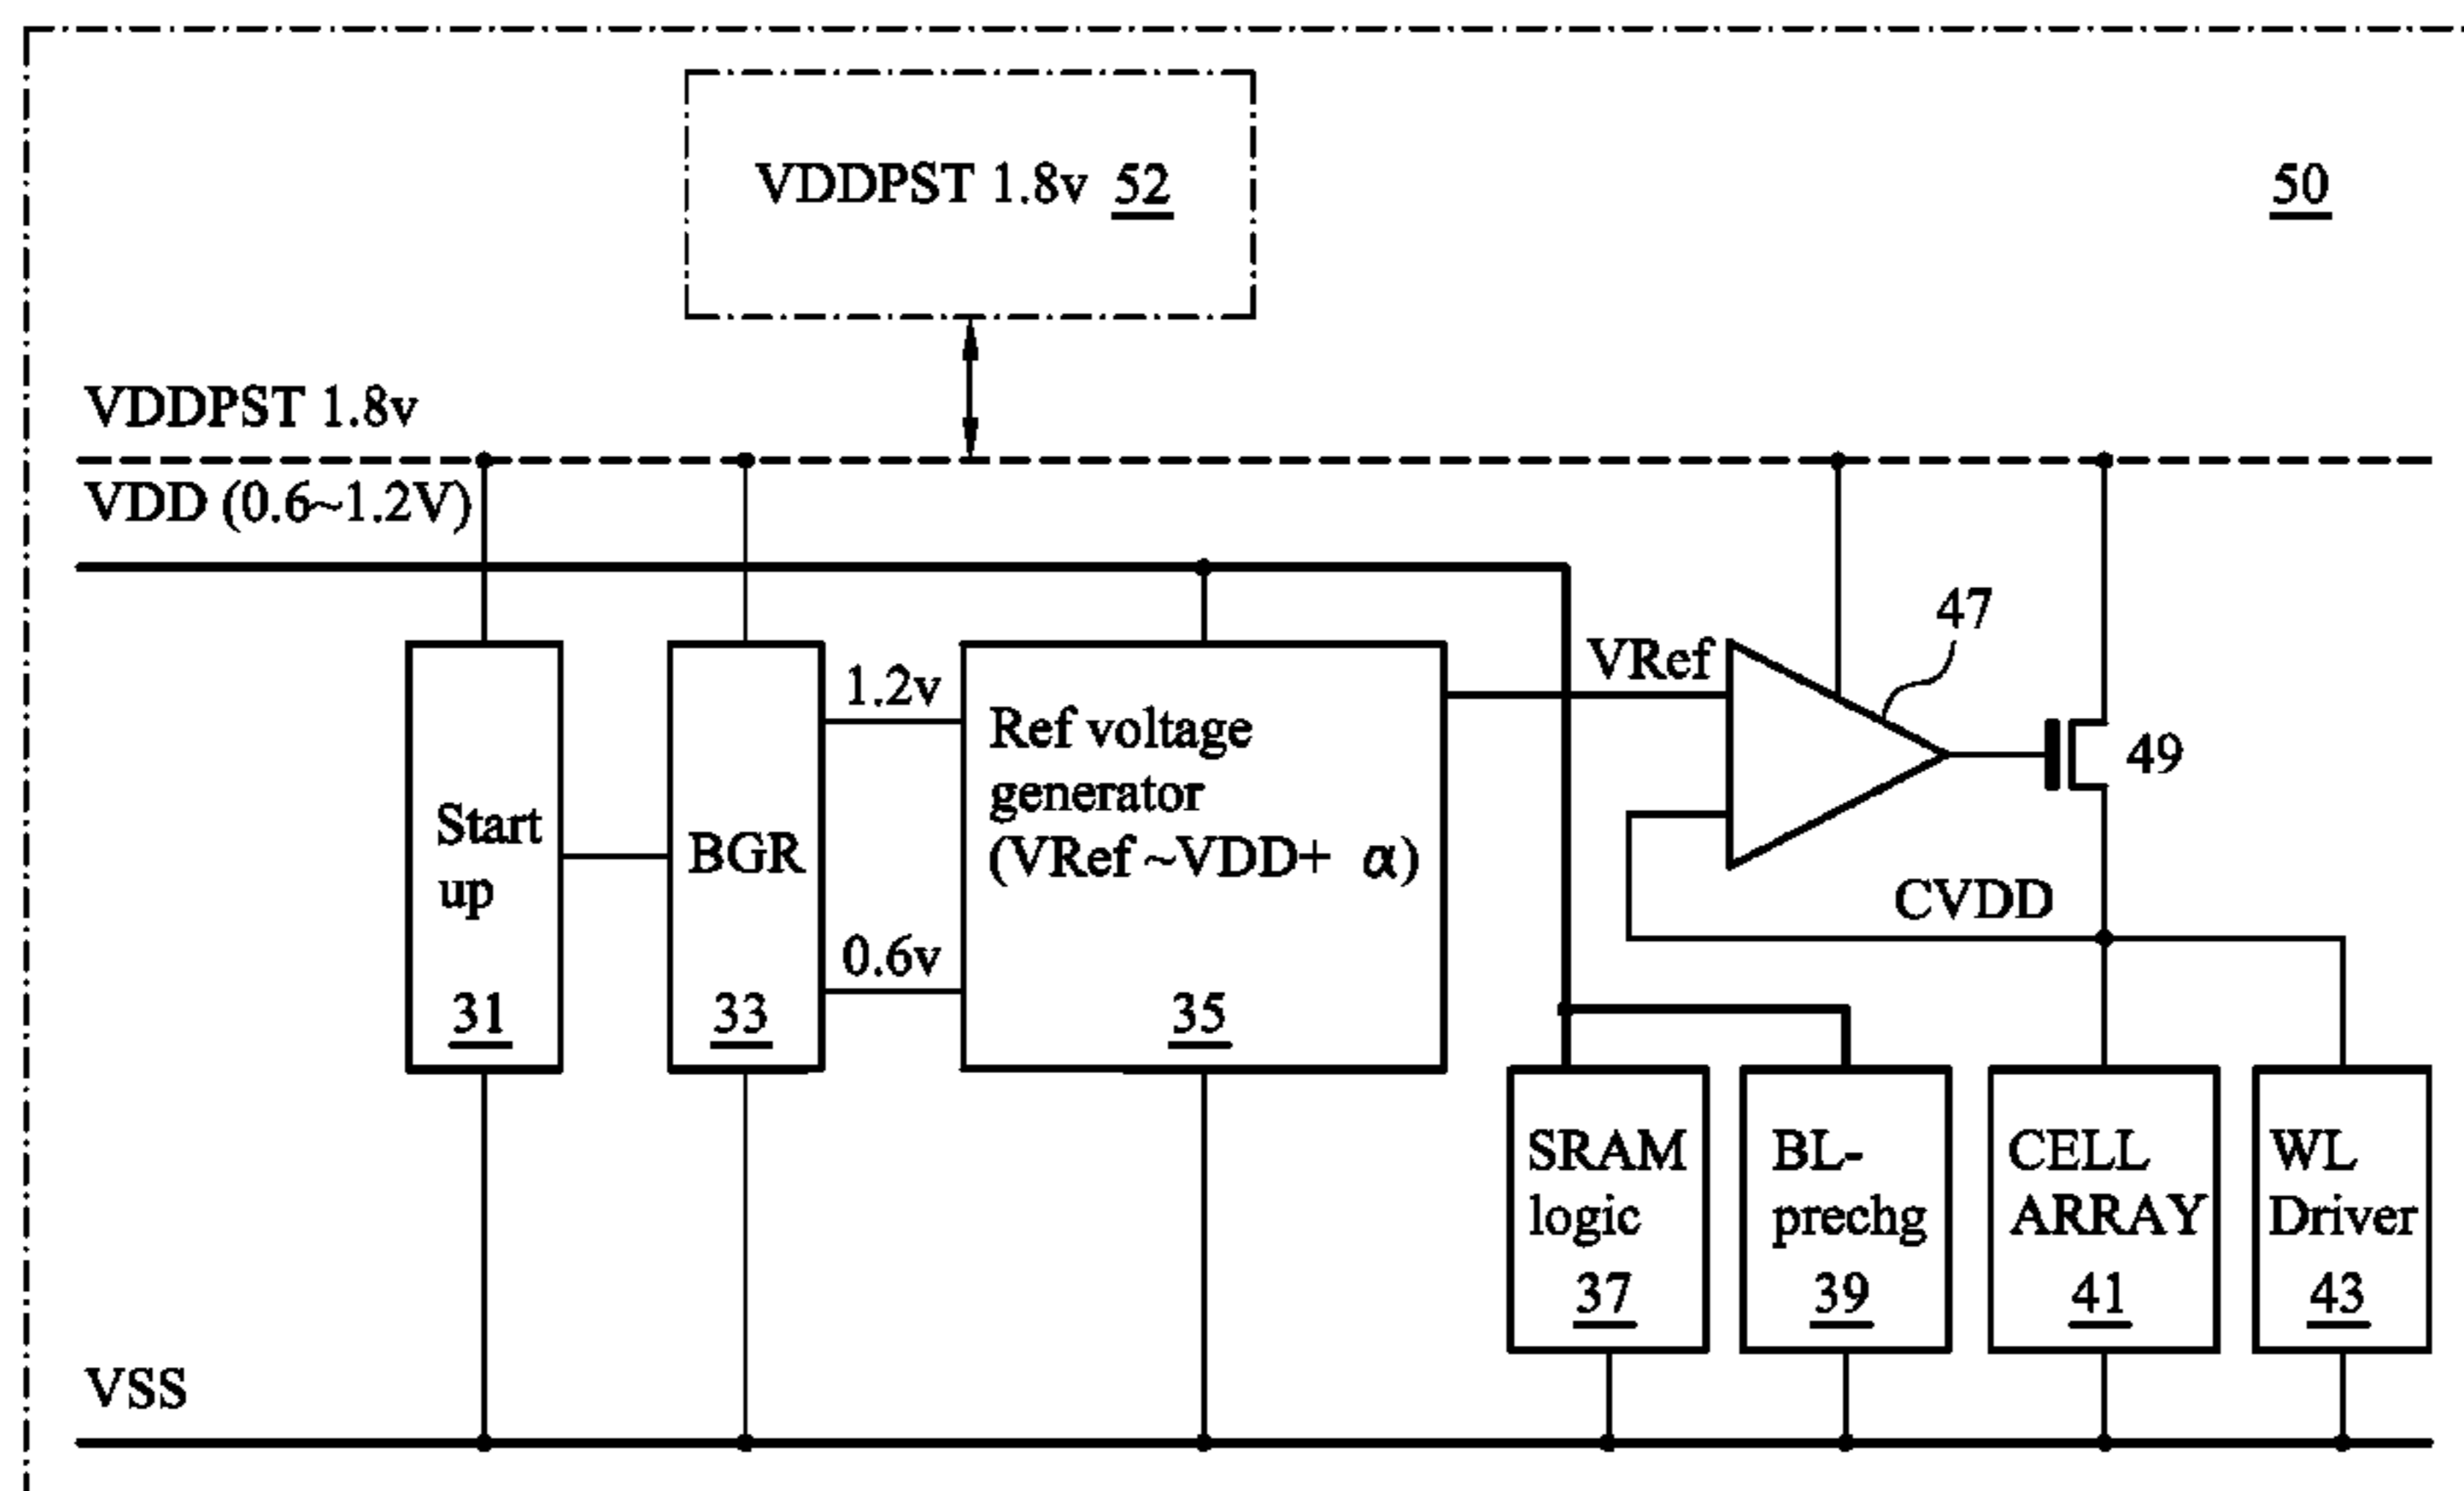 VDDPST 1.8v 52
50
VDDPST 1.8v
VDD (0.6~1.2V)
47
VRef
1.2v
Ref voltage
generator
(VRef ~VDD+ α)
35
49
Start
up
31
BGR
33
0.6v
CVDD
SRAM
logic
37
BL-
prechg
39
CELL
ARRAY
41
WL
Driver
43
VSS